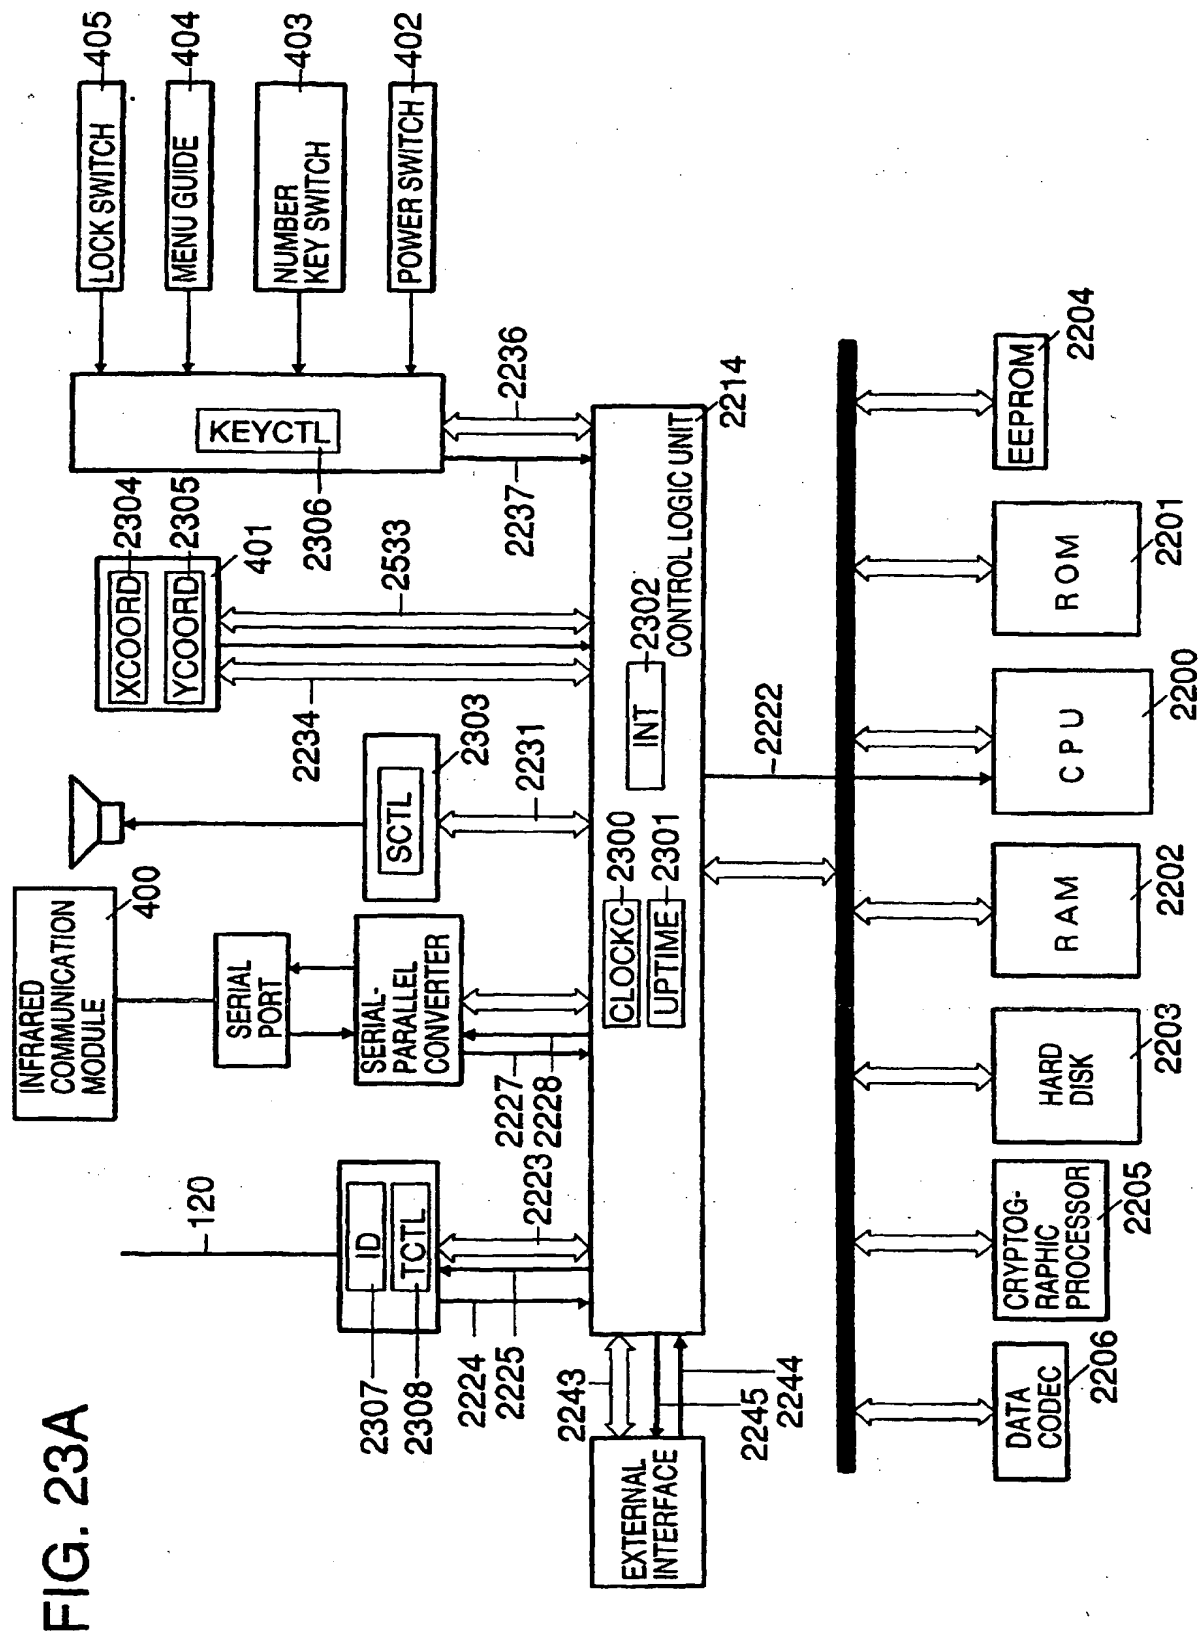 FIG. 23A
INFRARED
COMMUNICATION
MODULE
400
120
SERIAL
PORT
SERIAL-
PARALLEL
CONVERTER
ID
TCTL
2307
2308
2224
2225
2223
2227
2228
SCTL
2303
2231
XCOORD
2304
YCOORD
2305
401
2234
2533
KEYCTL
2306
2237
2236
LOCK SWITCH
405
MENU GUIDE
404
NUMBER
KEY SWITCH
403
POWER SWITCH
402
EXTERNAL
INTERFACE
2243
2245
2244
CLOCKC
2300
UPTIME
2301
INT
2302
CONTROL LOGIC UNIT
2214
2222
DATA
CODEC
2206
CRYPTOG-
RAPHIC
PROCESSOR
2205
HARD
DISK
2203
RAM
2202
CPU
2200
ROM
2201
EEPROM
2204